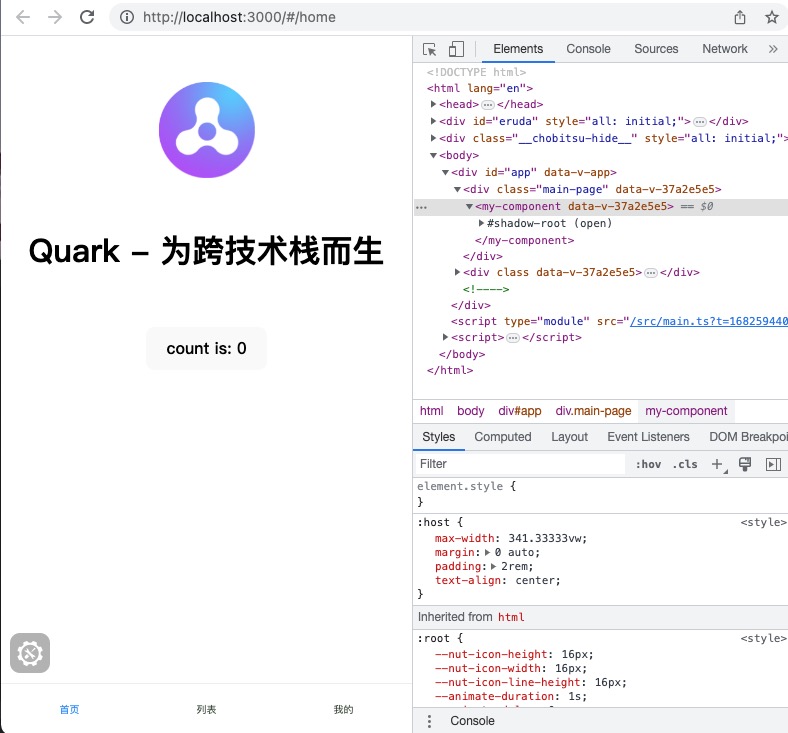 http://localhost:3000/#/home
Quark – 为跨技术栈而生
count is: 0
首页
列表
我的
Elements
Console
Sources
Network
»
<!DOCTYPE html>
<html lang="en">
<head>…</head>
<div id="eruda" style="all: initial;">…</div>
<div class="__chobitsu-hide__" style="all: initial;">
<body>
<div id="app" data-v-app>
<div class="main-page" data-v-37a2e5e5>
… <my-component data-v-37a2e5e5> == $0
#shadow-root (open)
</my-component>
</div>
<div class data-v-37a2e5e5>…</div>
<!---->
</div>
<script type="module" src="/src/main.ts?t=168259440
<script>…</script>
</body>
</html>
html body div#app div.main-page my-component
Styles Computed Layout Event Listeners DOM Breakpoi
Filter :hov .cls +
element.style {
}
:host { <style>
max-width: 341.33333vw;
margin: 0 auto;
padding: 2rem;
text-align: center;
}
Inherited from html
:root { <style>
--nut-icon-height: 16px;
--nut-icon-width: 16px;
--nut-icon-line-height: 16px;
--animate-duration: 1s;
Console